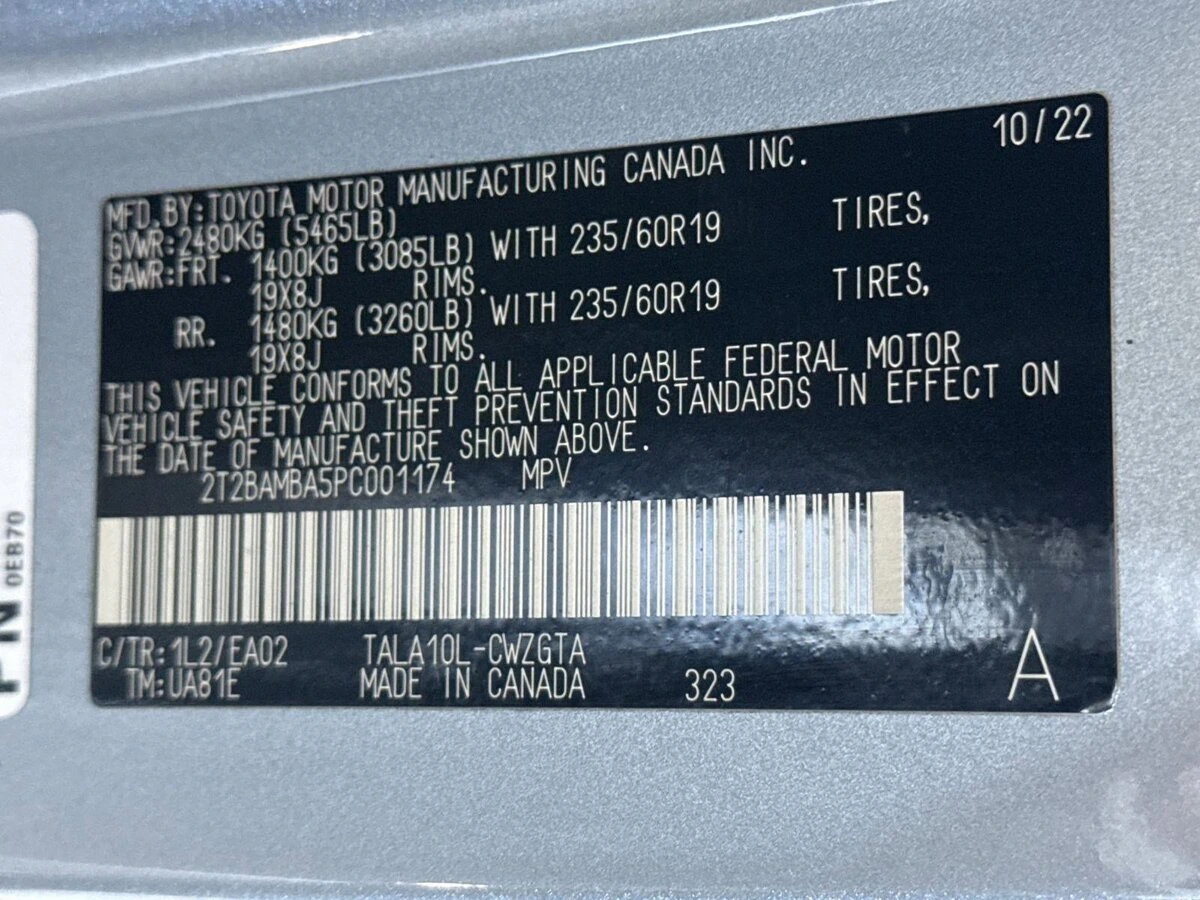 10/22
MFD.BY:TOYOTA MOTOR MANUFACTURING CANADA INC.
GVWR:2480KG (5465LB)
GAWR:FRT. 1400KG (3085LB) WITH 235/60R19 TIRES,
19X8J RIMS.
RR. 1480KG (3260LB) WITH 235/60R19 TIRES,
19X8J RIMS.
THIS VEHICLE CONFORMS TO ALL APPLICABLE FEDERAL MOTOR
VEHICLE SAFETY AND THEFT PREVENTION STANDARDS IN EFFECT ON
THE DATE OF MANUFACTURE SHOWN ABOVE.
2T2BAMBA5PC001174 MPV
C/TR:1L2/EA02 TALA10L-CWZGTA
TM:UA81E MADE IN CANADA 323 A
PN 0EB70